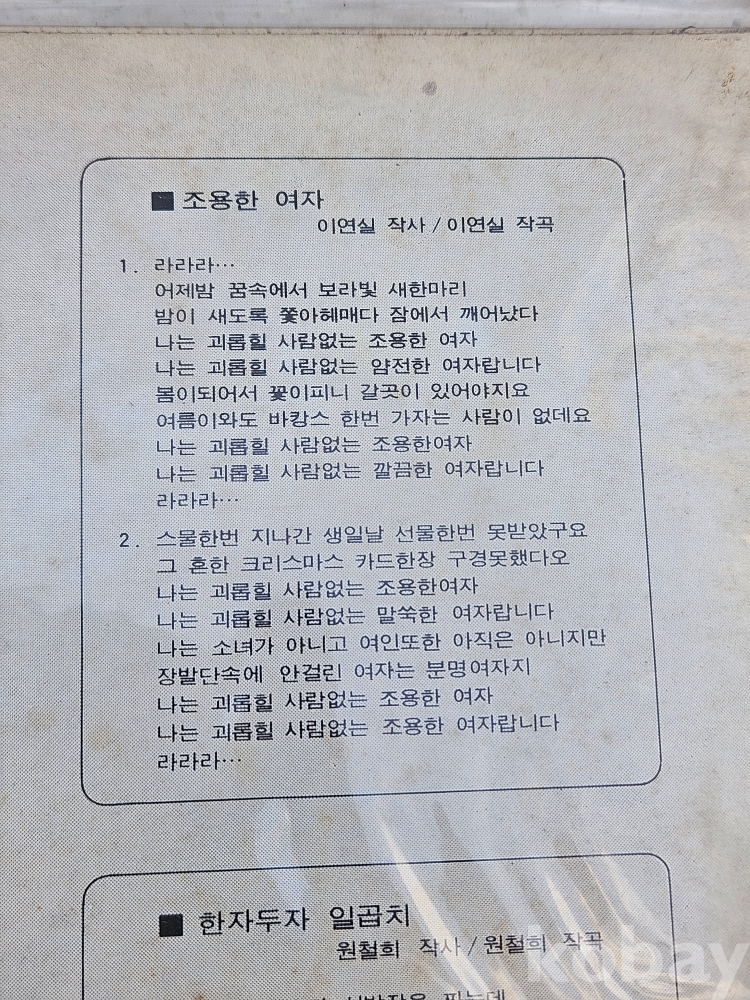 ■ 조용한 여자
이연실 작사 / 이연실 작곡
1. 라라라…
어제밤 꿈속에서 보라빛 새한마리
밤이 새도록 쫓아헤매다 잠에서 깨어났다
나는 괴롭힐 사람없는 조용한 여자
나는 괴롭힐 사람없는 얌전한 여자랍니다
봄이되어서 꽃이피니 갈곳이 있어야지요
여름이와도 바캉스 한번 가자는 사람이 없데요
나는 괴롭힐 사람없는 조용한여자
나는 괴롭힐 사람없는 깔끔한 여자랍니다
라라라…
2. 스물한번 지나간 생일날 선물한번 못받았구요
그 흔한 크리스마스 카드한장 구경못했다오
나는 괴롭힐 사람없는 조용한여자
나는 괴롭힐 사람없는 말쑥한 여자랍니다
나는 소녀가 아니고 여인또한 아직은 아니지만
장발단속에 안걸린 여자는 분명여자지
나는 괴롭힐 사람없는 조용한 여자
나는 괴롭힐 사람없는 조용한 여자랍니다
라라라…
■ 한자두자 일곱치
원철희 작사 / 원철희 작곡
kobay